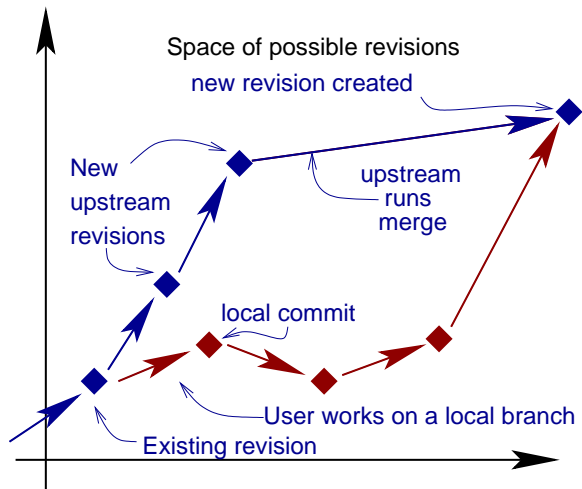 Space of possible revisions
new revision created
New
upstream
revisions
upstream
runs
merge
local commit
User works on a local branch
Existing revision